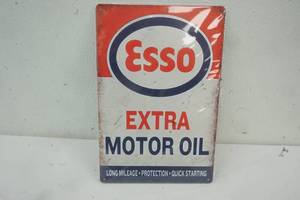 Esso
EXTRA
MOTOR OIL
LONG MILEAGE • PROTECTION • QUICK STARTING